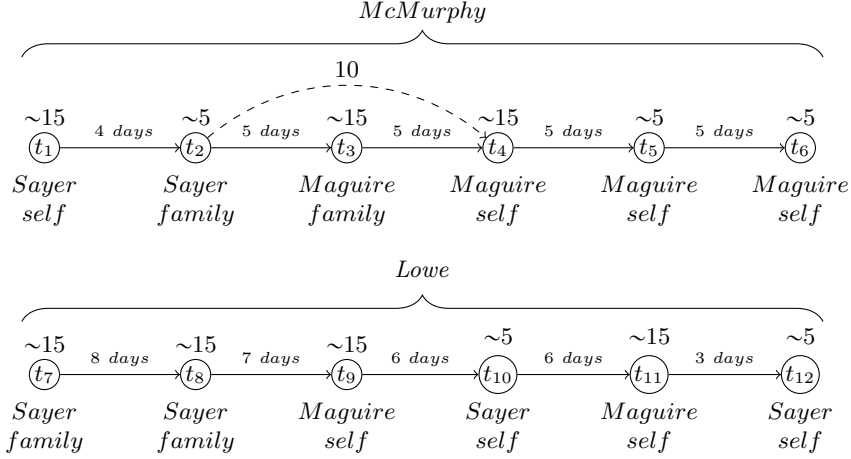 McMurphy
10
~15 ~5 ~15 ~15 ~5 ~5
4 days 5 days 5 days 5 days 5 days
t1 t2 t3 t4 t5 t6
Sayer Sayer Maguire Maguire Maguire Maguire
self family family self self self
Lowe
~15 ~15 ~15 ~5 ~15 ~5
8 days 7 days 6 days 6 days 3 days
t7 t8 t9 t10 t11 t12
Sayer Sayer Maguire Sayer Maguire Sayer
family family self self self self